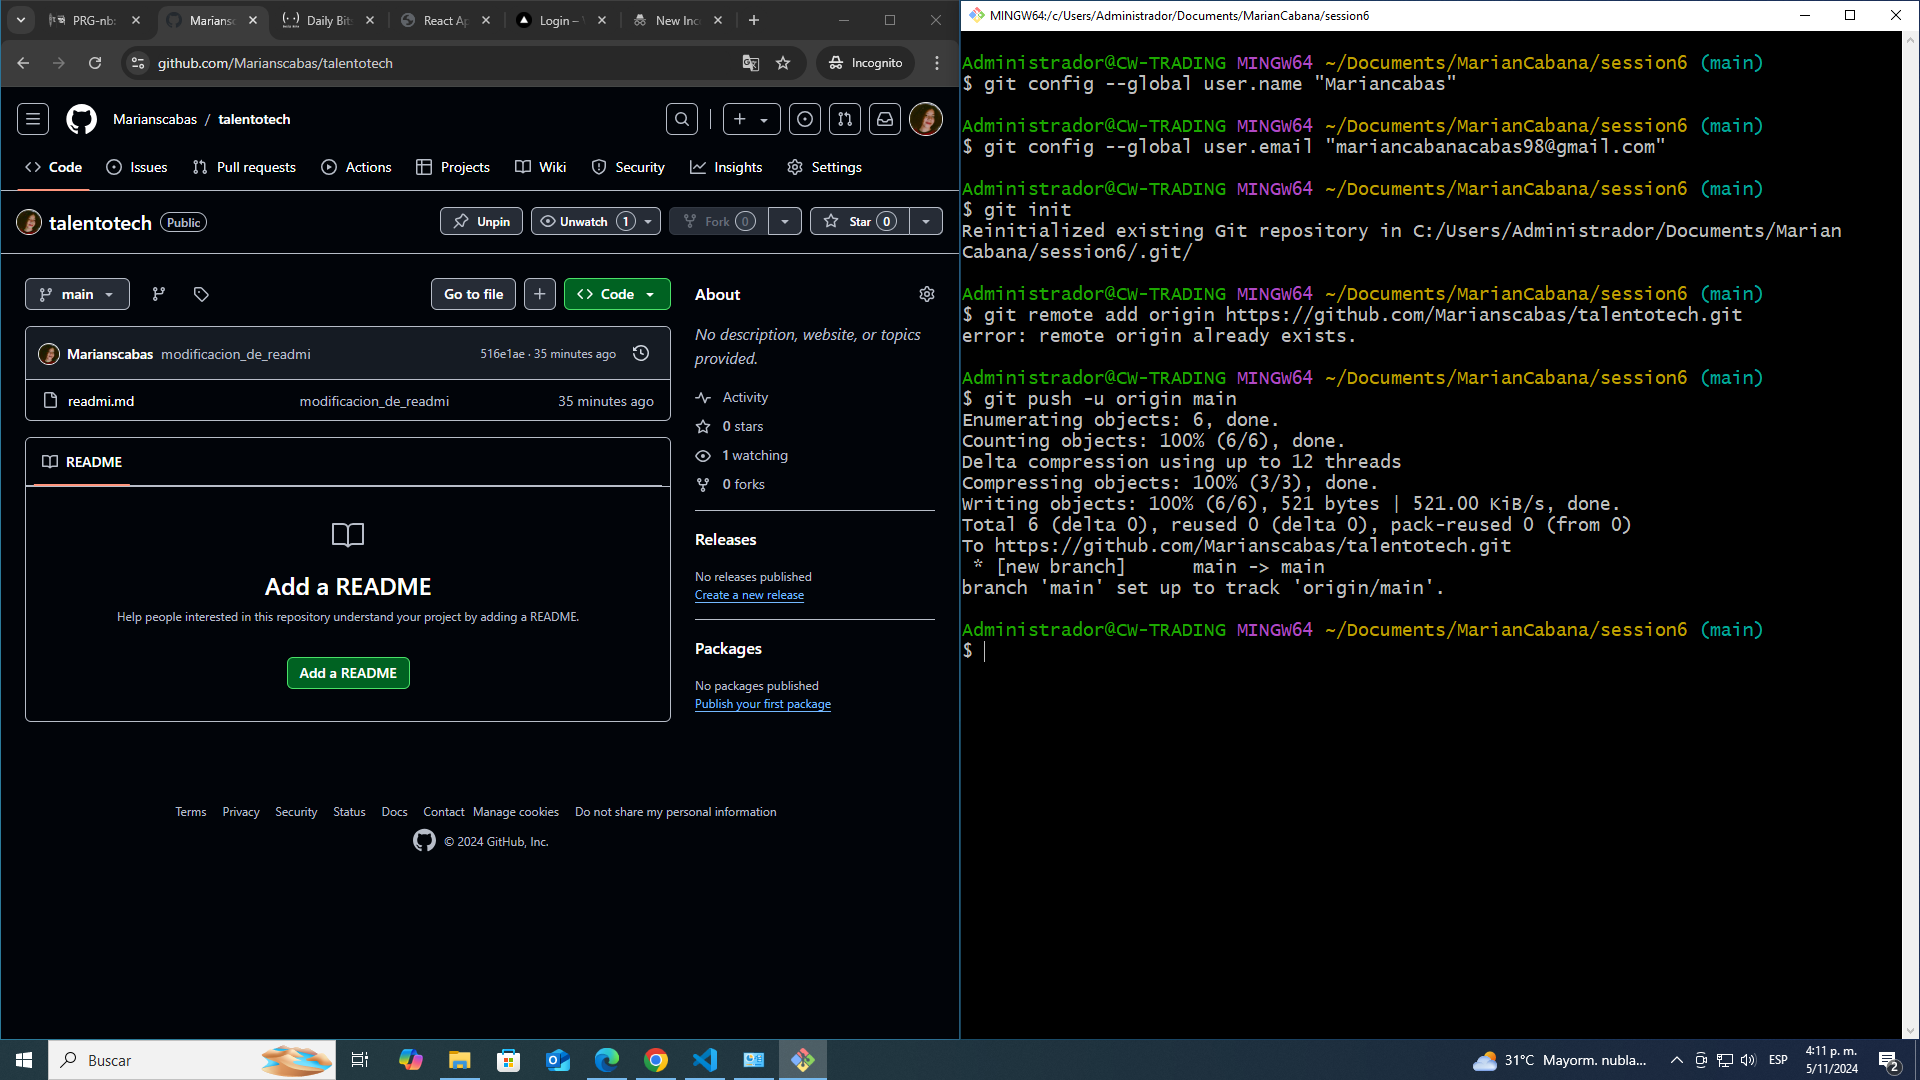 PRG-nb:
Marians
Daily Bit
React Ap
Login –
New Inc
github.com/Marianscabas/talentotech
Incognito
Marianscabas / talentotech
Code
Issues
Pull requests
Actions
Projects
Wiki
Security
Insights
Settings
talentotech
Public
Unpin
Unwatch 1
Fork 0
Star 0
main
Go to file
Code
Marianscabas modificacion_de_readmi
516e1ae · 35 minutes ago
readmi.md
modificacion_de_readmi
35 minutes ago
README
Add a README
Help people interested in this repository understand your project by adding a README.
Add a README
About
No description, website, or topics
provided.
Activity
0 stars
1 watching
0 forks
Releases
No releases published
Create a new release
Packages
No packages published
Publish your first package
Terms
Privacy
Security
Status
Docs
Contact
Manage cookies
Do not share my personal information
© 2024 GitHub, Inc.
MINGW64:/c/Users/Administrador/Documents/MarianCabana/session6
Administrador@CW-TRADING MINGW64 ~/Documents/MarianCabana/session6 (main)
$ git config --global user.name "Mariancabas"
Administrador@CW-TRADING MINGW64 ~/Documents/MarianCabana/session6 (main)
$ git config --global user.email "mariancabanacabas98@gmail.com"
Administrador@CW-TRADING MINGW64 ~/Documents/MarianCabana/session6 (main)
$ git init
Reinitialized existing Git repository in C:/Users/Administrador/Documents/Marian
Cabana/session6/.git/
Administrador@CW-TRADING MINGW64 ~/Documents/MarianCabana/session6 (main)
$ git remote add origin https://github.com/Marianscabas/talentotech.git
error: remote origin already exists.
Administrador@CW-TRADING MINGW64 ~/Documents/MarianCabana/session6 (main)
$ git push -u origin main
Enumerating objects: 6, done.
Counting objects: 100% (6/6), done.
Delta compression using up to 12 threads
Compressing objects: 100% (3/3), done.
Writing objects: 100% (6/6), 521 bytes | 521.00 KiB/s, done.
Total 6 (delta 0), reused 0 (delta 0), pack-reused 0 (from 0)
To https://github.com/Marianscabas/talentotech.git
* [new branch]      main -> main
branch 'main' set up to track 'origin/main'.
Administrador@CW-TRADING MINGW64 ~/Documents/MarianCabana/session6 (main)
$
Buscar
31°C Mayorm. nubla...
ESP
4:11 p. m.
5/11/2024
2